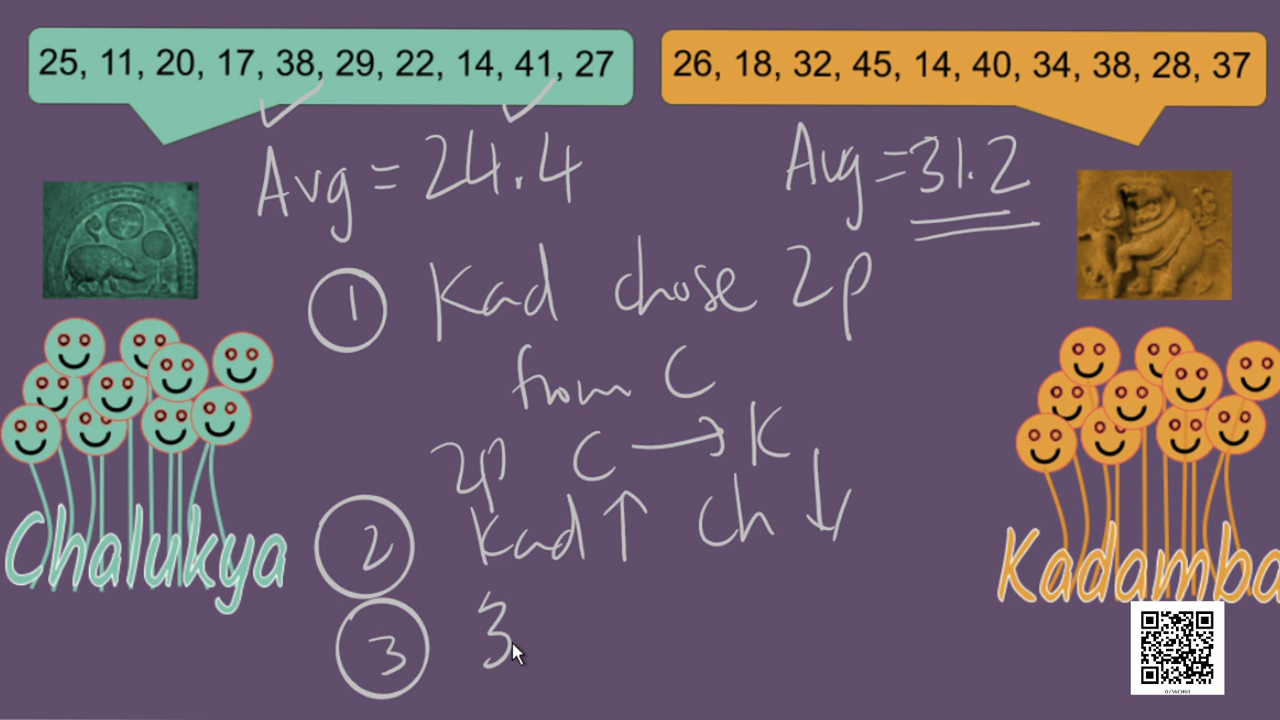 25, 11, 20, 17, 38, 29, 22, 14, 41, 27
26, 18, 32, 45, 14, 40, 34, 38, 28, 37
Avg = 24.4
Avg = 31.2
1 Kad chose 2p
from C
2p C → K
2 Kad ↑ Ch ↓
3 3
Chalukya
Kadamba